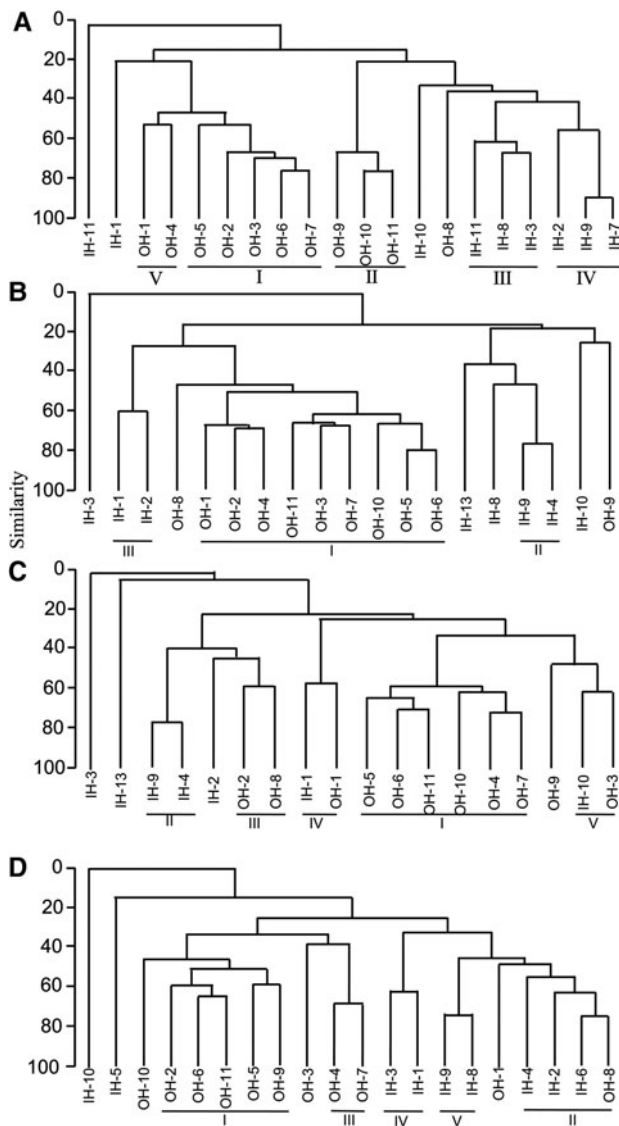 A
0
20
40
60
80
100
IH-11 IH-1 OH-1 OH-4 OH-5 OH-2 OH-3 OH-6 OH-7 OH-9 OH-10 OH-11 IH-10 OH-8 IH-11 IH-8 IH-3 IH-2 IH-9 IH-7
V I II III IV
B
0
20
40
60
80
100
Similarity
IH-3 IH-1 IH-2 OH-8 OH-1 OH-2 OH-4 OH-11 OH-3 OH-7 OH-10 OH-5 OH-6 IH-13 IH-8 IH-9 IH-4 IH-10 OH-9
III I II
C
0
20
40
60
80
100
IH-3 IH-13 IH-9 IH-4 IH-2 OH-2 OH-8 IH-1 OH-1 OH-5 OH-6 OH-11 OH-10 OH-4 OH-7 OH-9 IH-10 OH-3
II III IV I V
D
0
20
40
60
80
100
IH-10 IH-5 OH-10 OH-2 OH-6 OH-11 OH-5 OH-9 OH-3 OH-4 OH-7 IH-3 IH-1 IH-9 IH-8 OH-1 IH-4 IH-2 IH-6 OH-8
I III IV V II